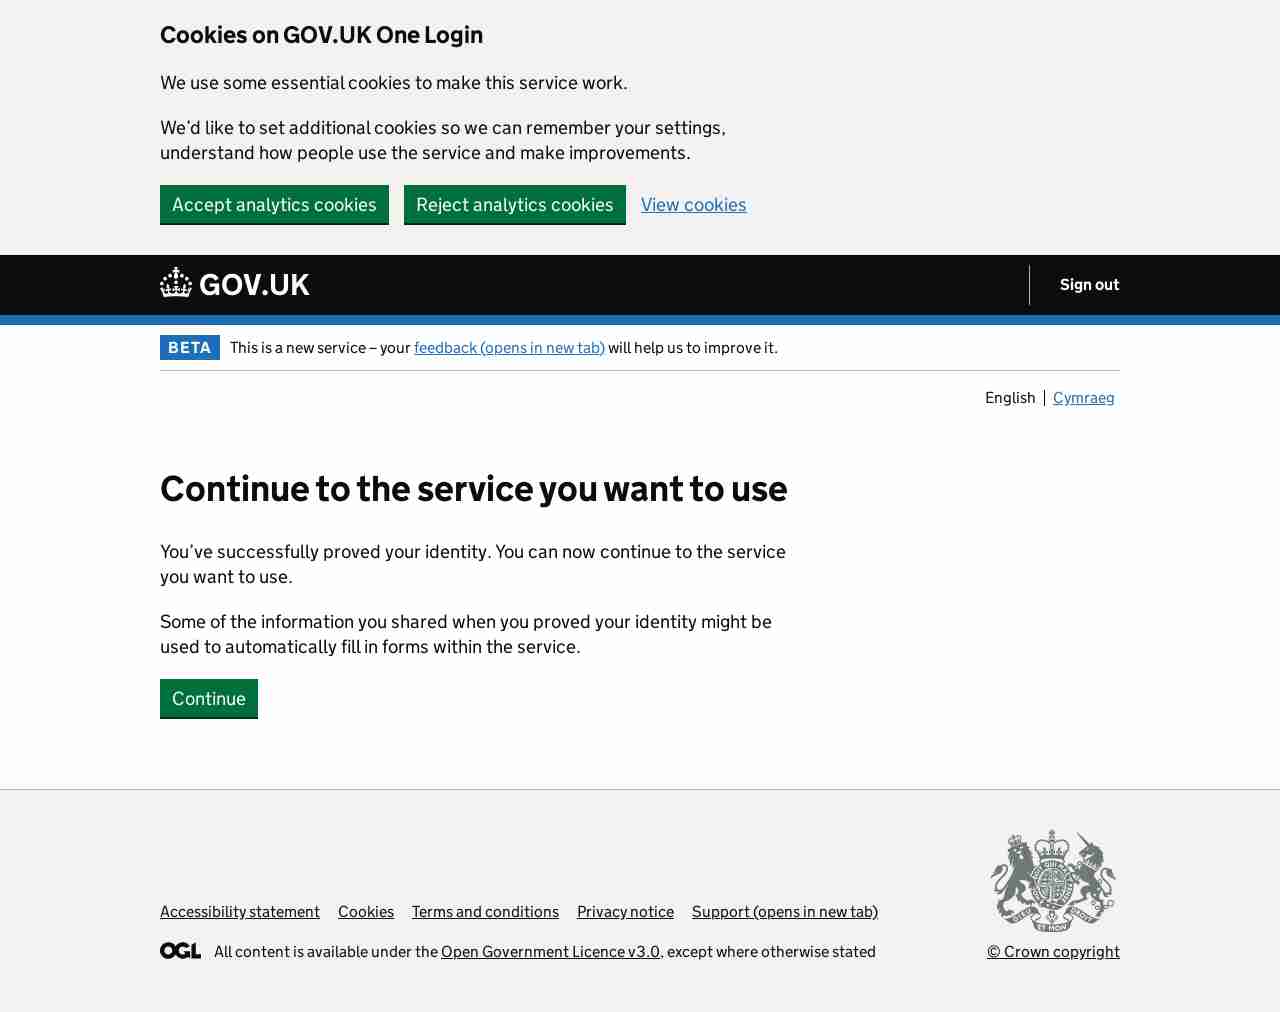 Cookies on GOV.UK One Login
We use some essential cookies to make this service work.
We’d like to set additional cookies so we can remember your settings,
understand how people use the service and make improvements.
Accept analytics cookies Reject analytics cookies View cookies
GOV.UK Sign out
BETA This is a new service – your feedback (opens in new tab) will help us to improve it.
English Cymraeg
Continue to the service you want to use
You’ve successfully proved your identity. You can now continue to the service
you want to use.
Some of the information you shared when you proved your identity might be
used to automatically fill in forms within the service.
Continue
Accessibility statement Cookies Terms and conditions Privacy notice Support (opens in new tab)
OGL All content is available under the Open Government Licence v3.0, except where otherwise stated
© Crown copyright